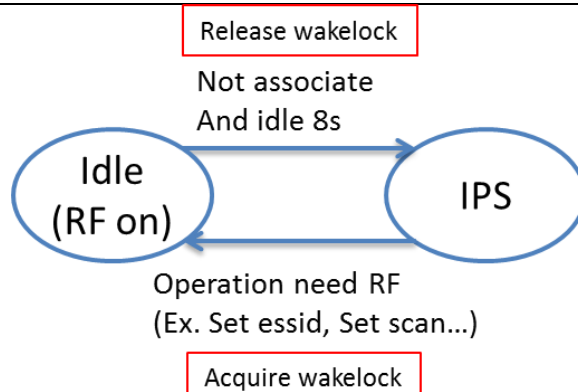 Release wakelock
Not associate
And idle 8s
Idle
(RF on)
IPS
Operation need RF
(Ex. Set essid, Set scan...)
Acquire wakelock